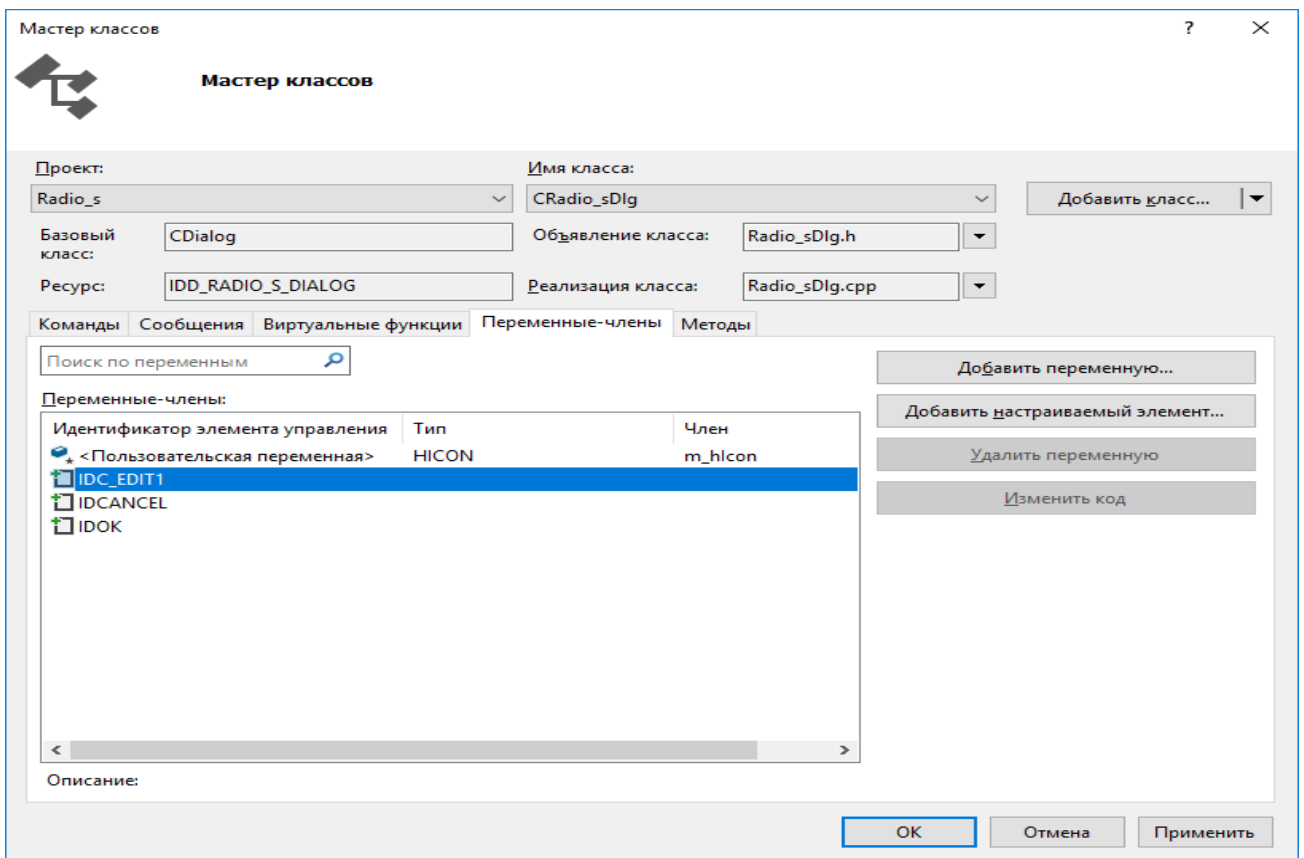 Мастер классов ?
Мастер классов
Проект: Имя класса:
Radio_s CRadio_sDlg Добавить класс...
Базовый класс: CDialog Объявление класса: Radio_sDlg.h
Ресурс: IDD_RADIO_S_DIALOG Реализация класса: Radio_sDlg.cpp
Команды Сообщения Виртуальные функции Переменные-члены Методы
Поиск по переменным Добавить переменную...
Переменные-члены: Добавить настраиваемый элемент...
Идентификатор элемента управления Тип Член
<Пользовательская переменная> HICON m_hIcon Удалить переменную
IDC_EDIT1
IDCANCEL Изменить код
IDOK
Описание:
OK Отмена Применить